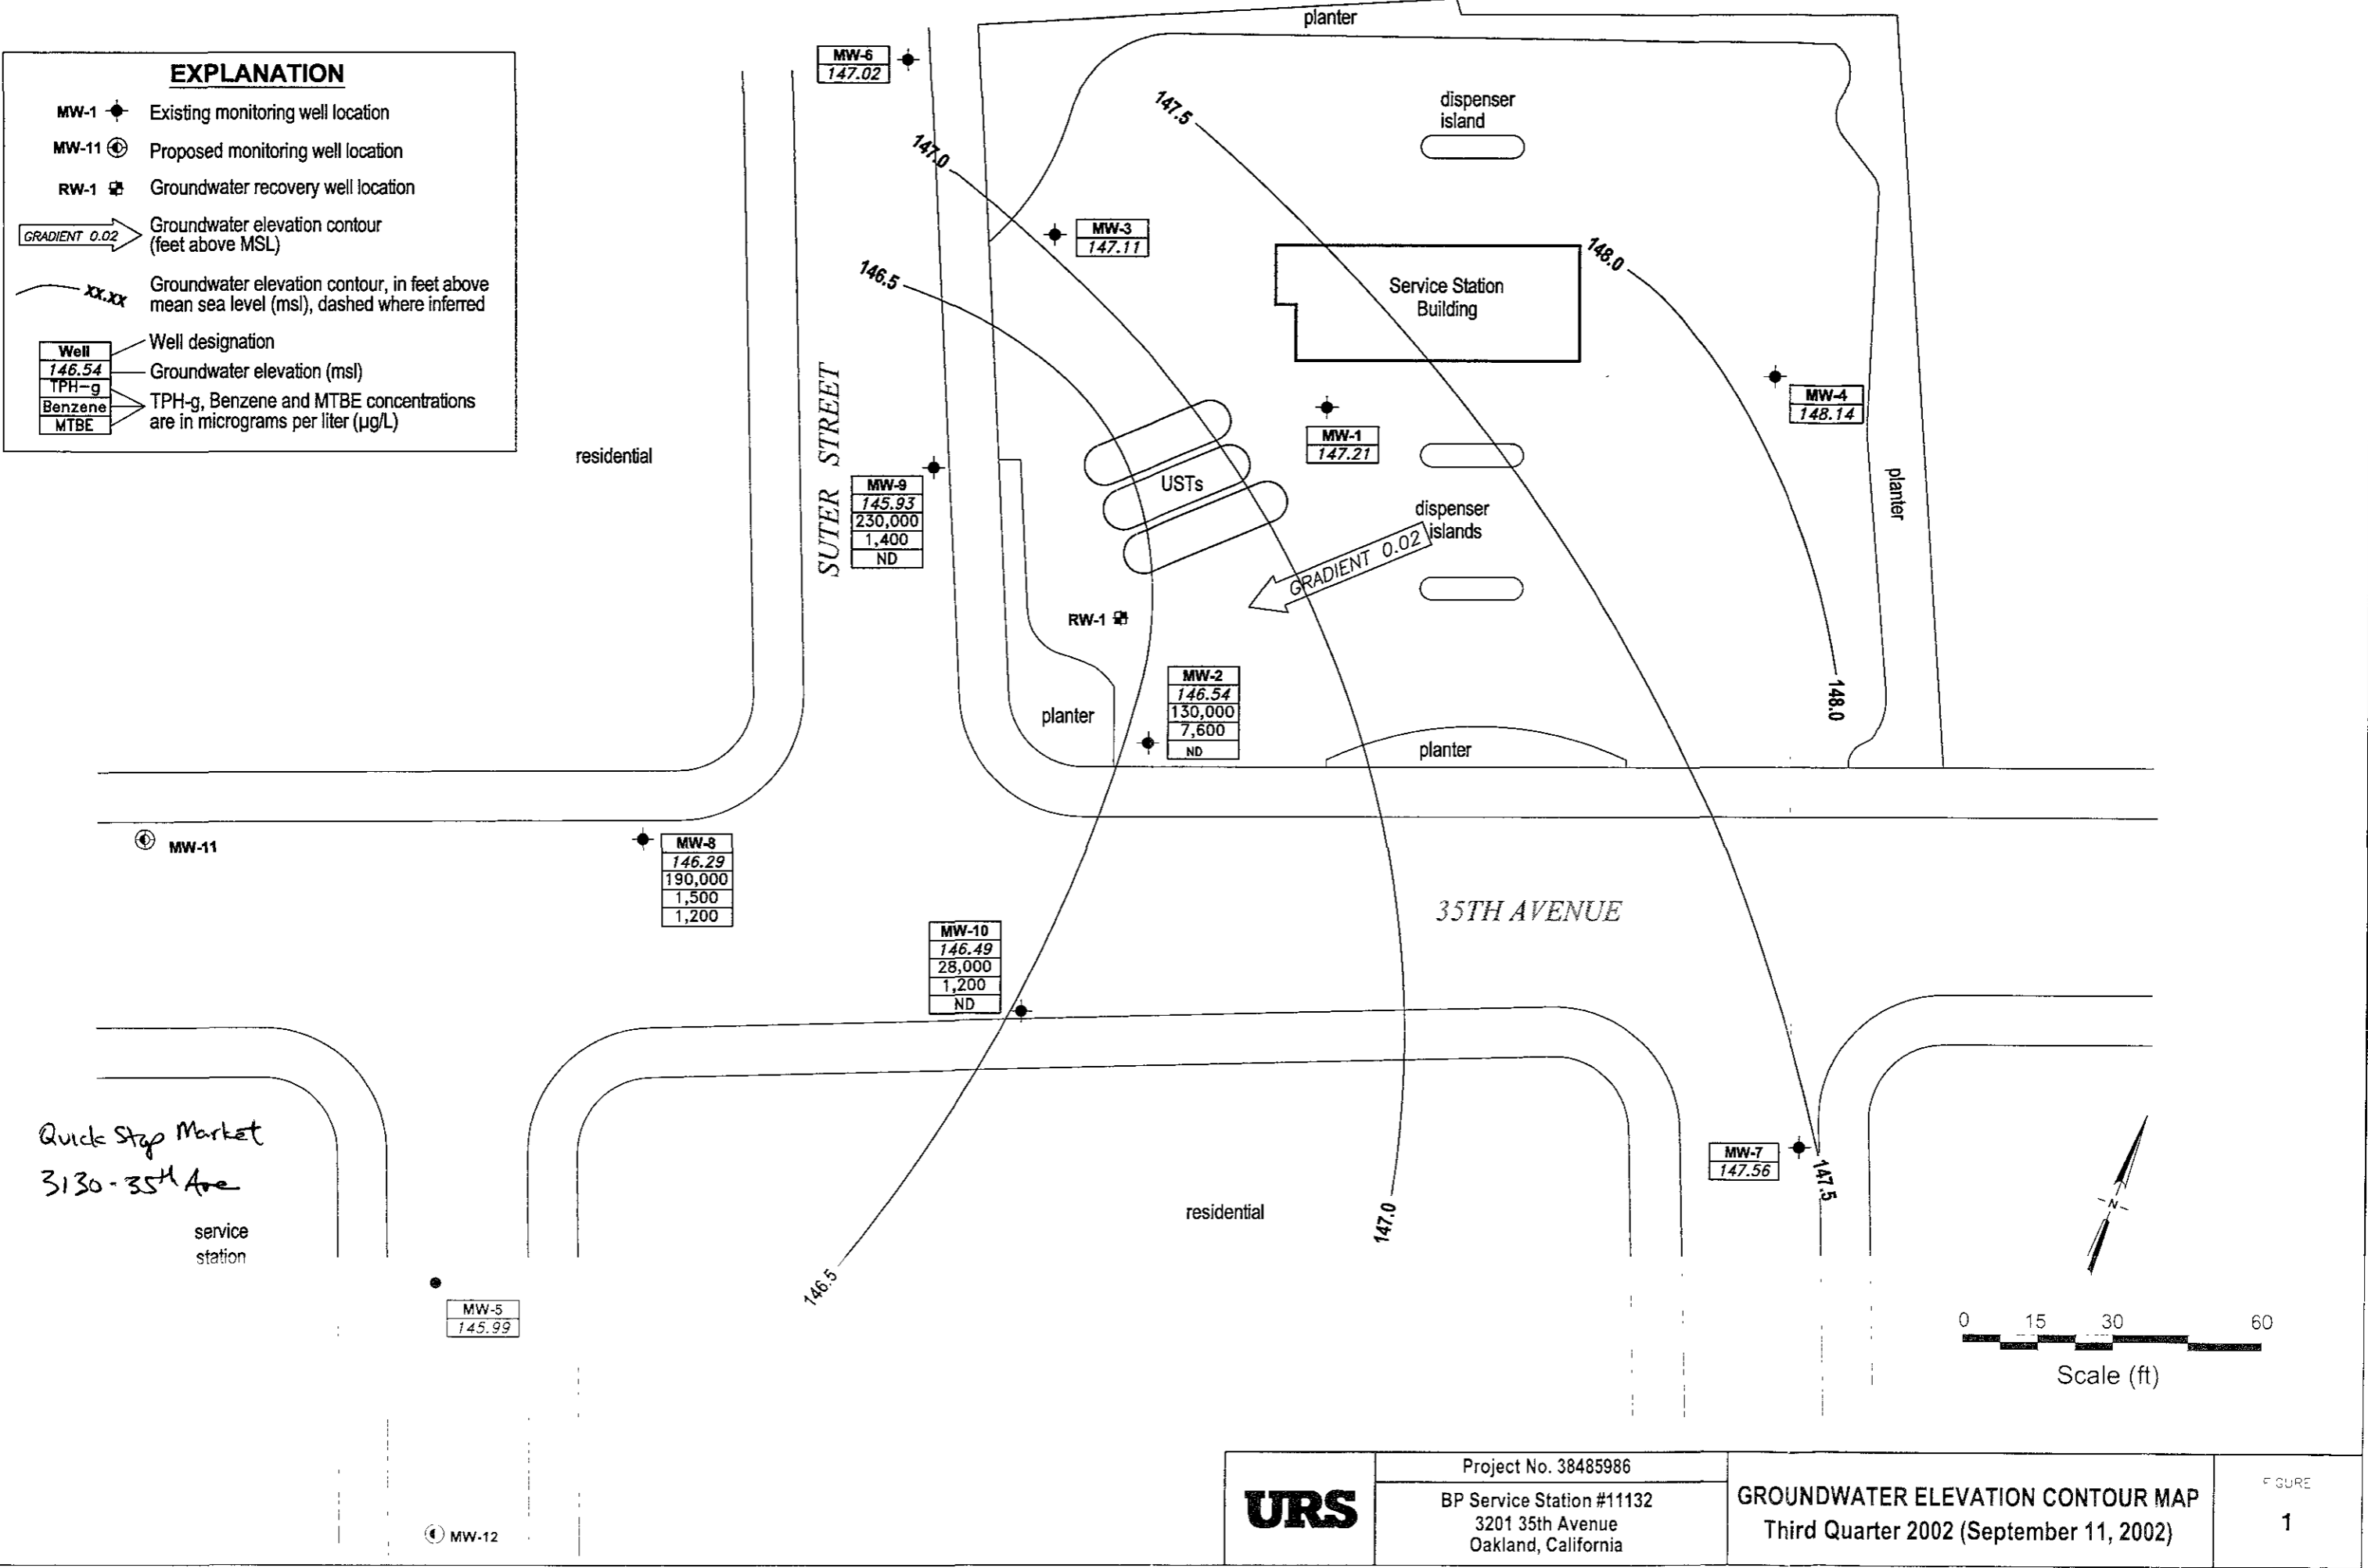 planter
EXPLANATION
MW-1 Existing monitoring well location
MW-11 Proposed monitoring well location
RW-1 Groundwater recovery well location
GRADIENT 0.02
Groundwater elevation contour
(feet above MSL)
XX.XX
Groundwater elevation contour, in feet above
mean sea level (msl), dashed where inferred
Well
146.54
TPH-g
Benzene
MTBE
Well designation
Groundwater elevation (msl)
TPH-g, Benzene and MTBE concentrations
are in micrograms per liter (µg/L)
MW-6
147.02
147.0
147.5
146.5
148.0
dispenser
island
MW-3
147.11
Service Station
Building
MW-4
148.14
MW-1
147.21
residential
SUTER STREET
MW-9
145.93
230,000
1,400
ND
USTs
dispenser
islands
GRADIENT 0.02
planter
RW-1
MW-2
146.54
130,000
7,600
ND
planter
planter
148.0
MW-11
MW-8
146.29
190,000
1,500
1,200
MW-10
146.49
28,000
1,200
ND
35TH AVENUE
Quick Stop Market
3130-35th Ave
service
station
MW-5
145.99
146.5
residential
147.0
MW-7
147.56
147.5
N
0 15 30 60
Scale (ft)
MW-12
URS
Project No. 38485986
BP Service Station #11132
3201 35th Avenue
Oakland, California
GROUNDWATER ELEVATION CONTOUR MAP
Third Quarter 2002 (September 11, 2002)
FIGURE
1